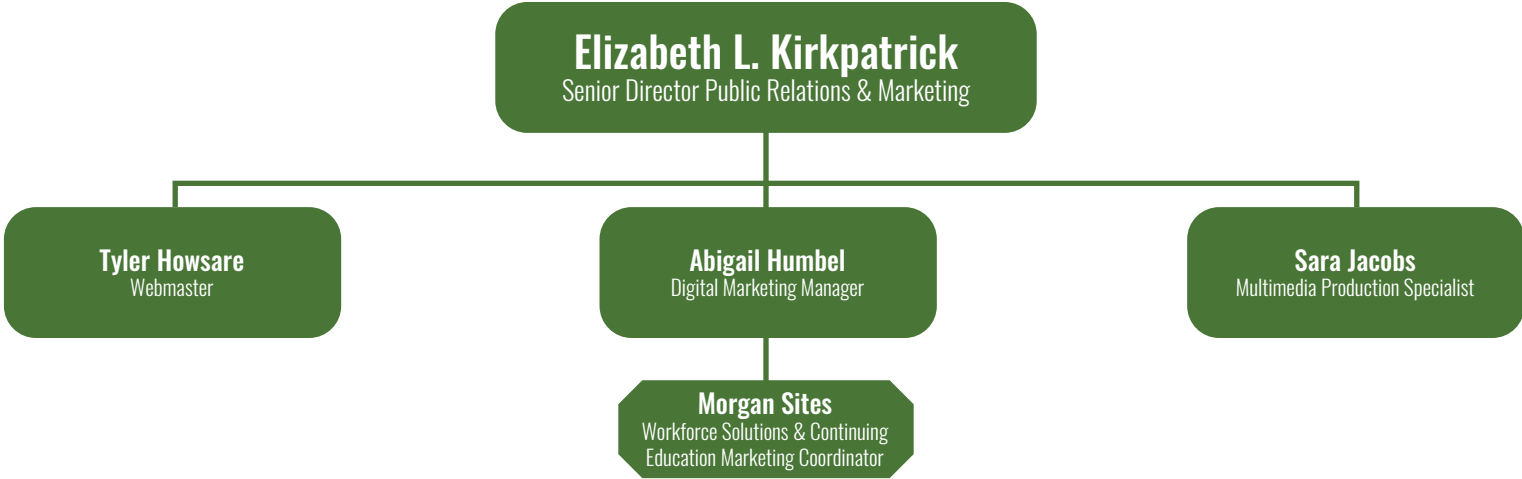 Elizabeth L. Kirkpatrick
Senior Director Public Relations & Marketing
Tyler Howsare
Webmaster
Abigail Humbel
Digital Marketing Manager
Sara Jacobs
Multimedia Production Specialist
Morgan Sites
Workforce Solutions & Continuing
Education Marketing Coordinator